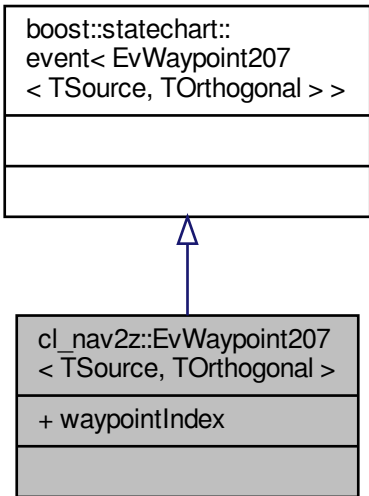 boost::statechart::
event< EvWaypoint207
< TSource, TOrthogonal > >
cl_nav2z::EvWaypoint207
< TSource, TOrthogonal >
+ waypointIndex